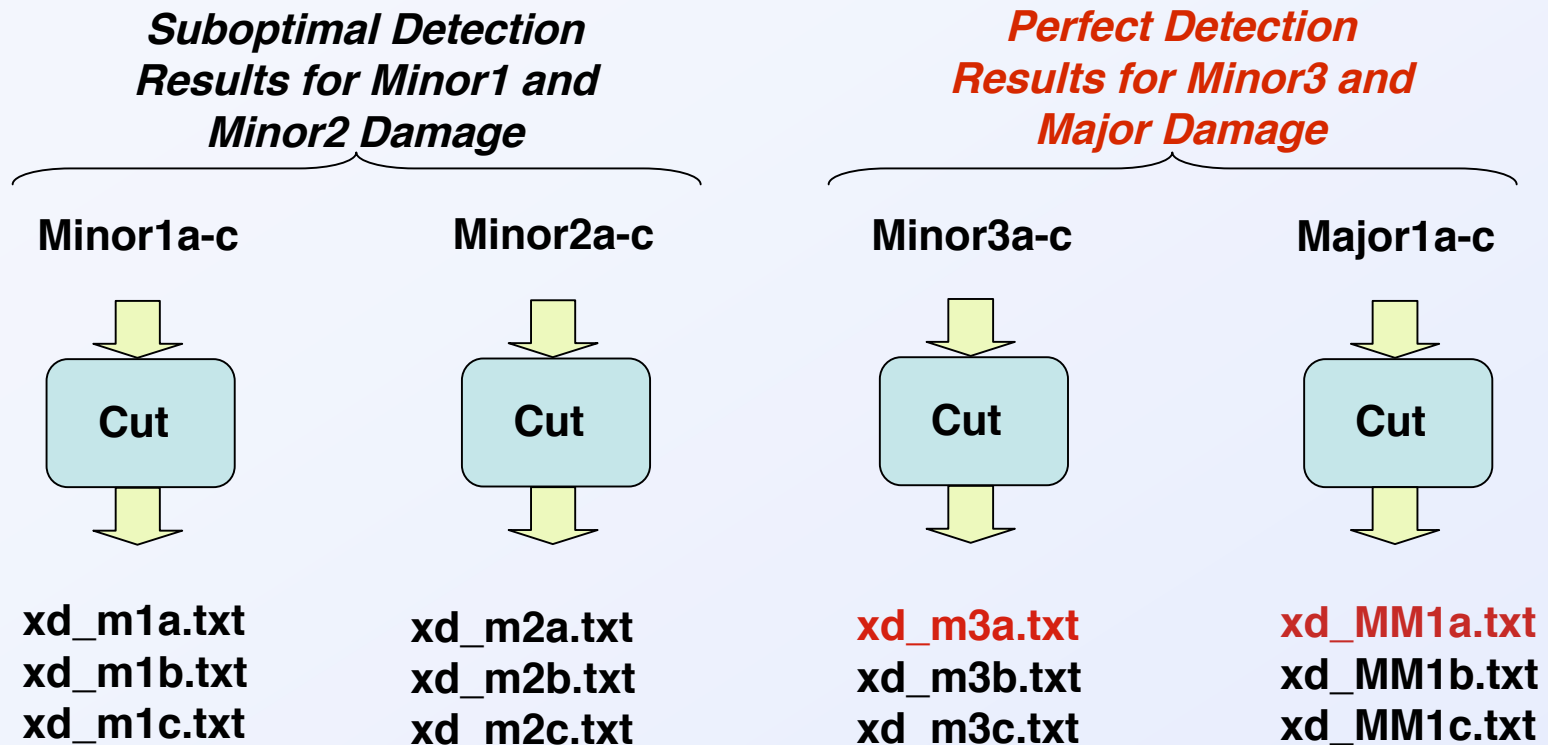 Suboptimal Detection
Results for Minor1 and
Minor2 Damage
Perfect Detection
Results for Minor3 and
Major Damage
Minor1a-c
Minor2a-c
Minor3a-c
Major1a-c
Cut
Cut
Cut
Cut
xd_m1a.txt
xd_m1b.txt
xd_m1c.txt
xd_m2a.txt
xd_m2b.txt
xd_m2c.txt
xd_m3a.txt
xd_m3b.txt
xd_m3c.txt
xd_MM1a.txt
xd_MM1b.txt
xd_MM1c.txt